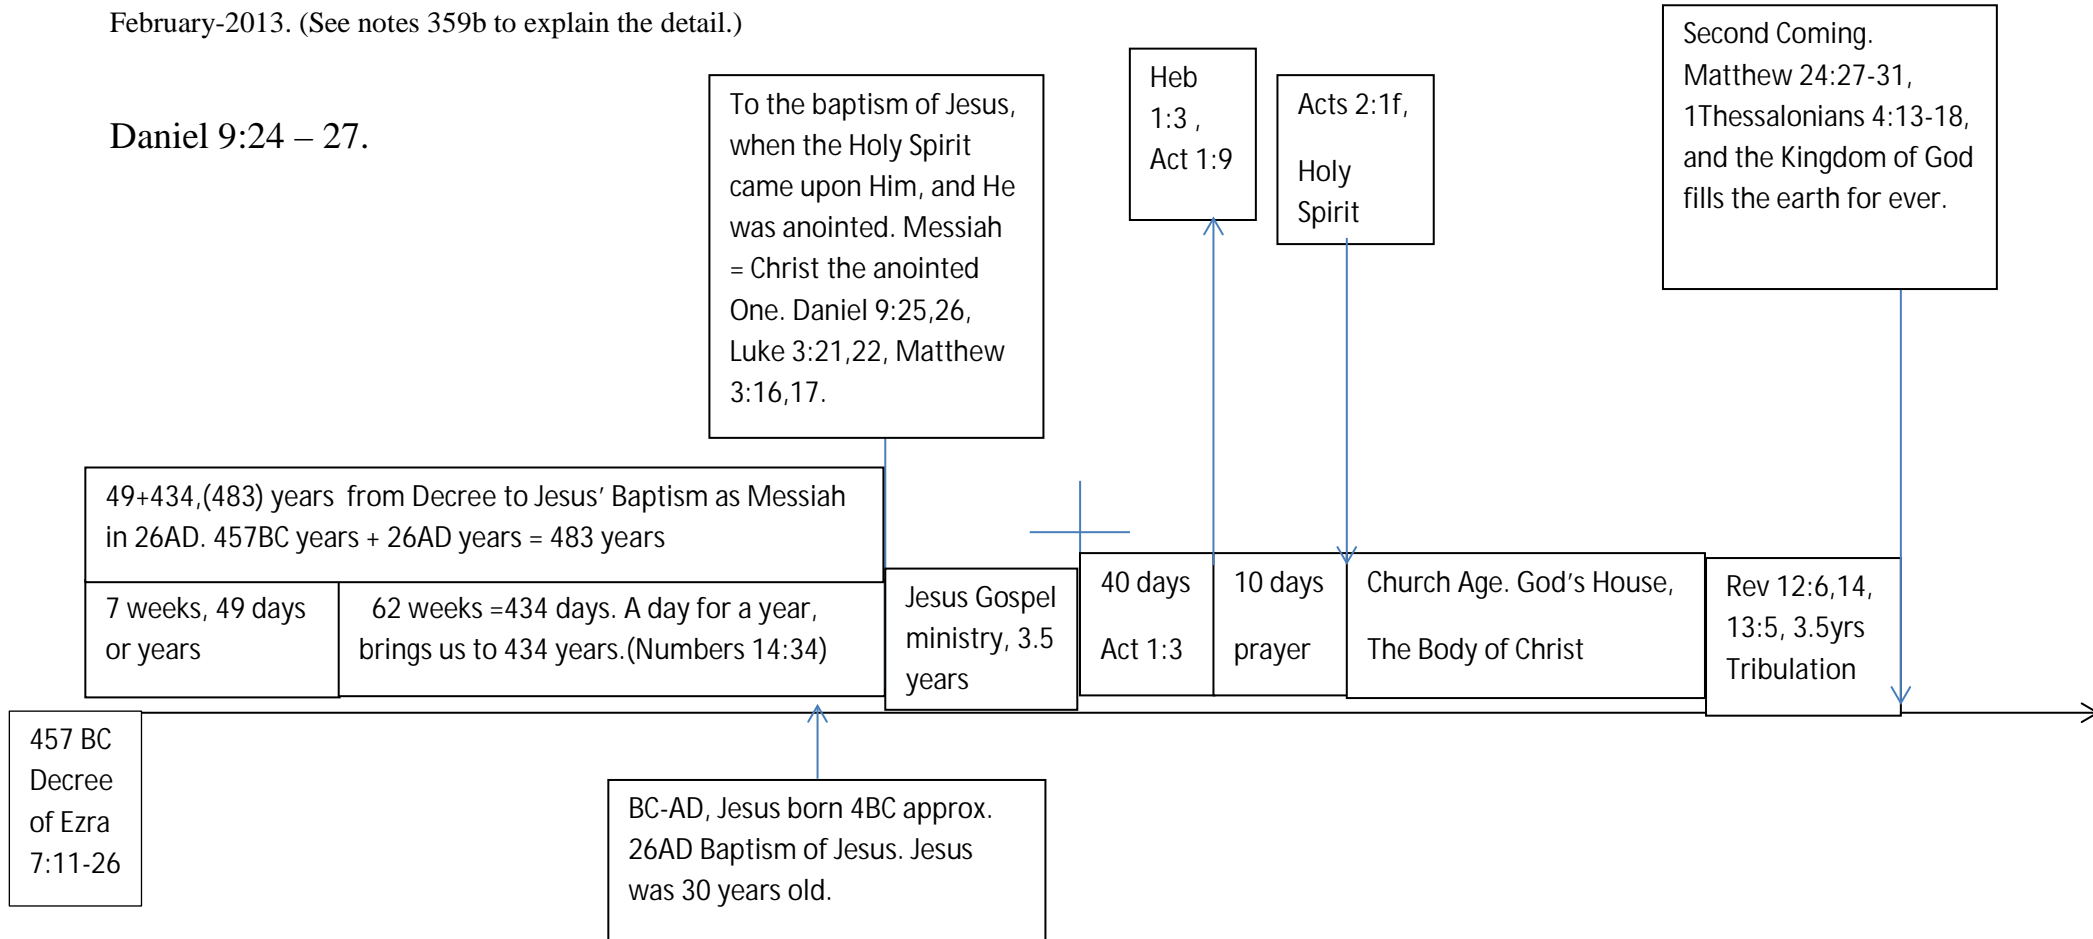 February-2013. (See notes 359b to explain the detail.)
Daniel 9:24 – 27.
To the baptism of Jesus,
when the Holy Spirit
came upon Him, and He
was anointed. Messiah
= Christ the anointed
One. Daniel 9:25,26,
Luke 3:21,22, Matthew
3:16,17.
Heb
1:3 ,
Act 1:9
Acts 2:1f,
Holy
Spirit
Second Coming.
Matthew 24:27-31,
1Thessalonians 4:13-18,
and the Kingdom of God
fills the earth for ever.
49+434,(483) years from Decree to Jesus’ Baptism as Messiah
in 26AD. 457BC years + 26AD years = 483 years
7 weeks, 49 days
or years
62 weeks =434 days. A day for a year,
brings us to 434 years.(Numbers 14:34)
Jesus Gospel
ministry, 3.5
years
40 days
Act 1:3
10 days
prayer
Church Age. God’s House,
The Body of Christ
Rev 12:6,14,
13:5, 3.5yrs
Tribulation
457 BC
Decree
of Ezra
7:11-26
BC-AD, Jesus born 4BC approx.
26AD Baptism of Jesus. Jesus
was 30 years old.